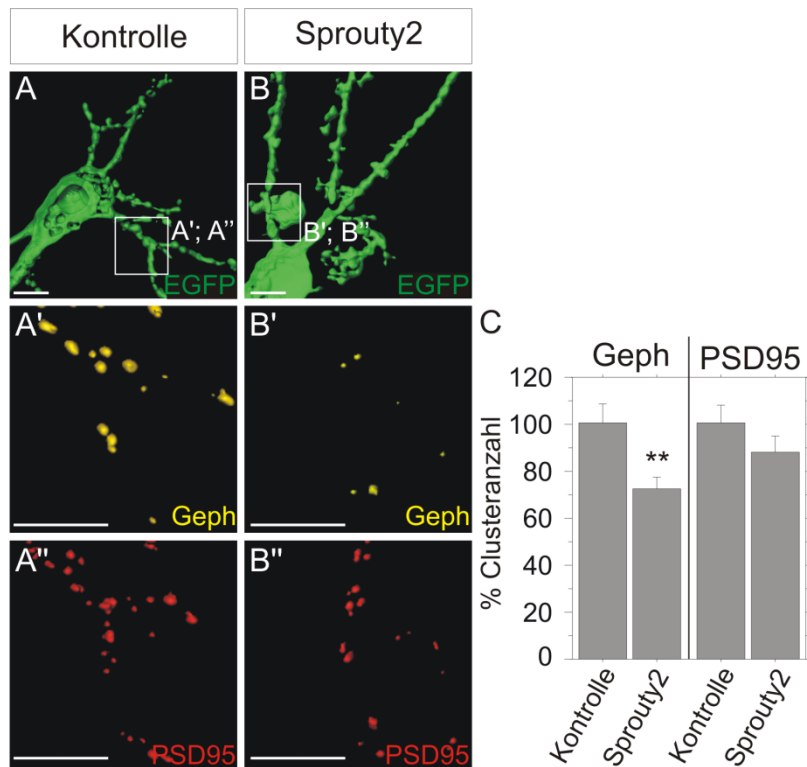 Kontrolle
Sprouty2
A
A'; A''
EGFP
B
B'; B''
EGFP
A'
Geph
B'
Geph
A''
PSD95
B''
PSD95
C
Geph
PSD95
% Clusteranzahl
120
100
80
60
40
20
0
**
Kontrolle
Sprouty2
Kontrolle
Sprouty2